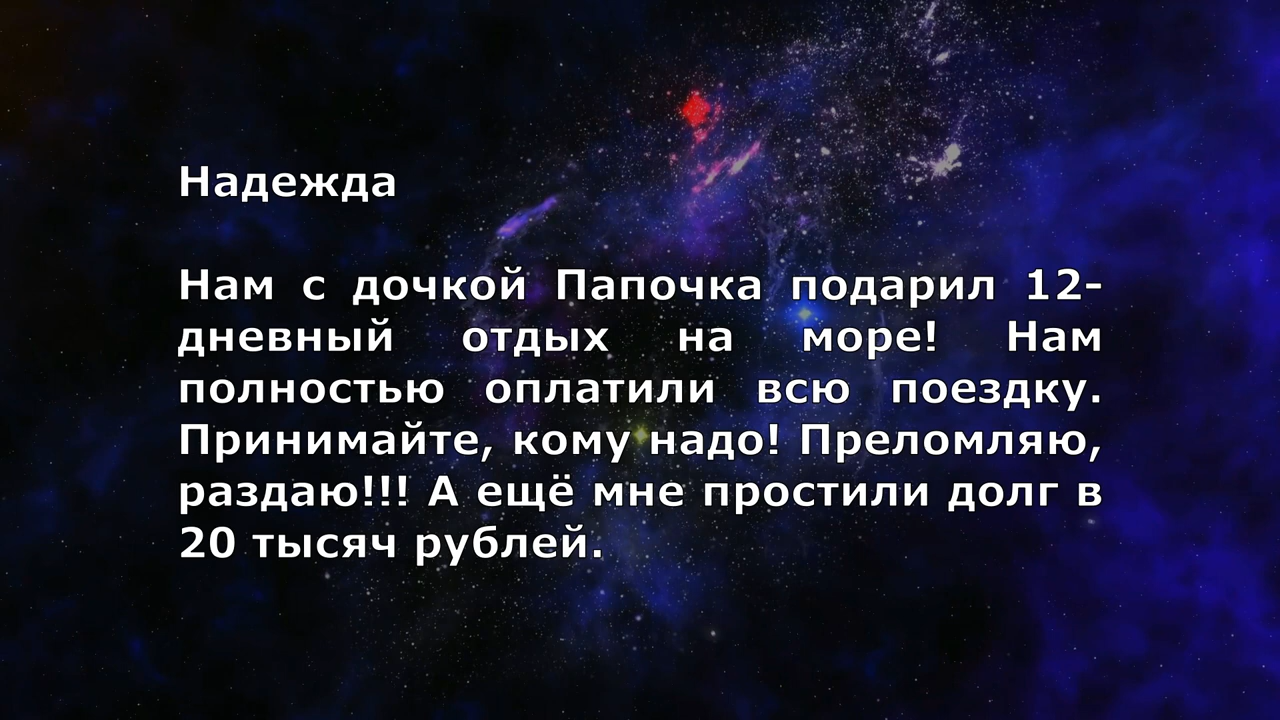 Надежда
Нам с дочкой Папочка подарил 12-
дневный отдых на море! Нам
полностью оплатили всю поездку.
Принимайте, кому надо! Преломляю,
раздаю!!! А ещё мне простили долг в
20 тысяч рублей.